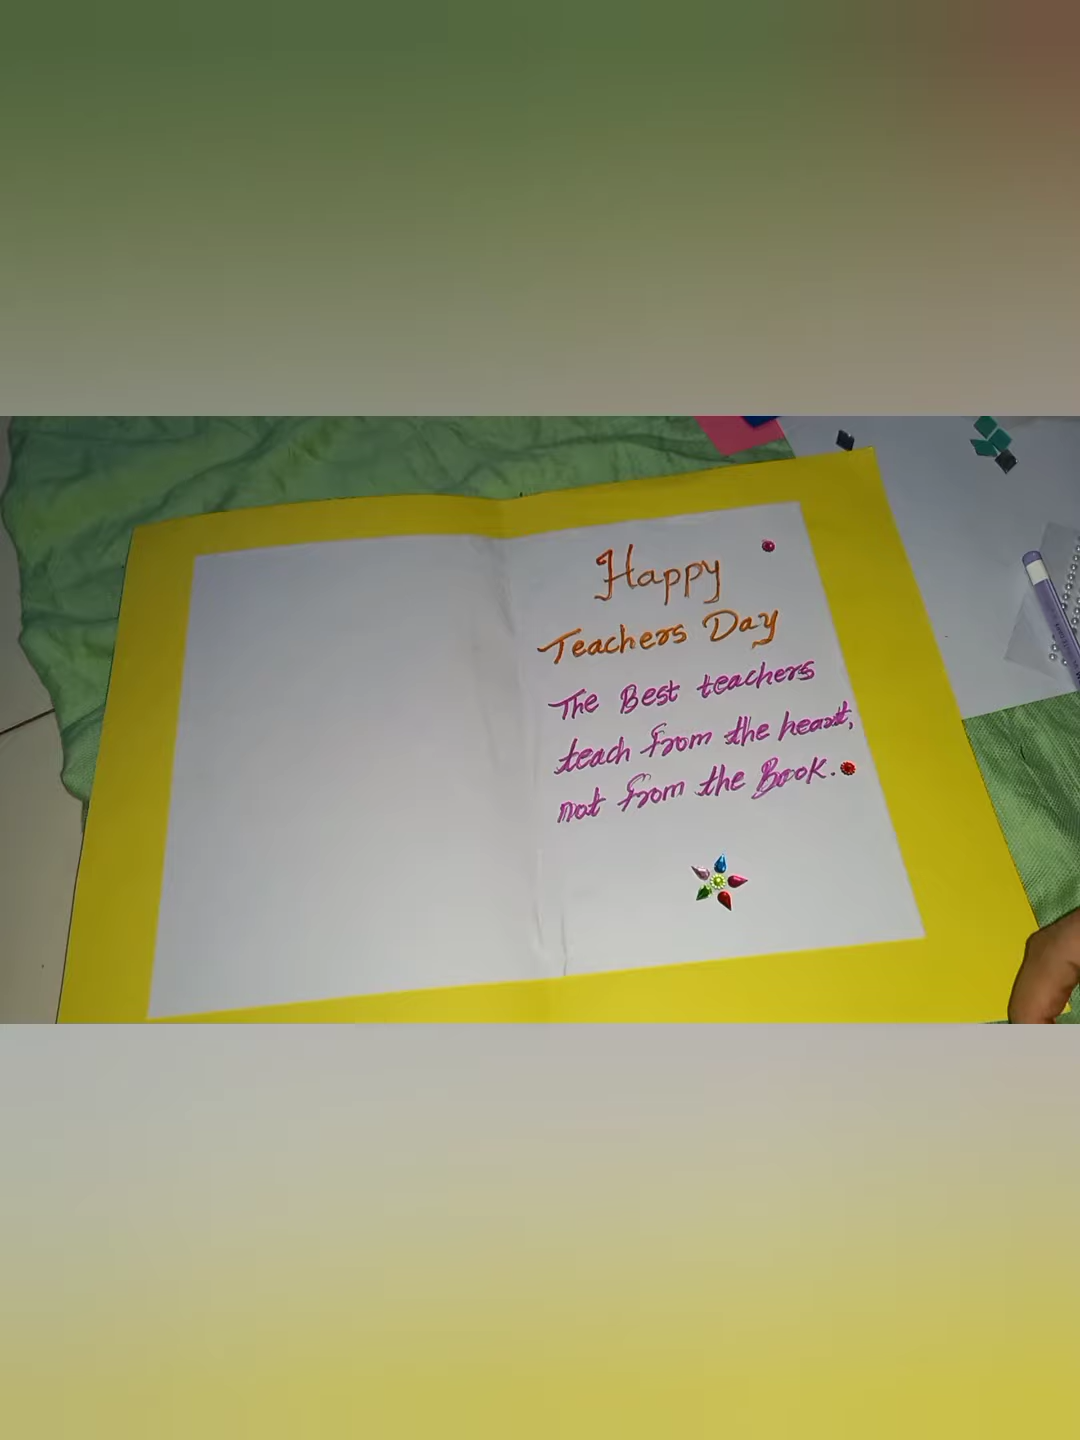 Happy
Teachers Day
The Best teachers
teach from the heart,
not from the Book.